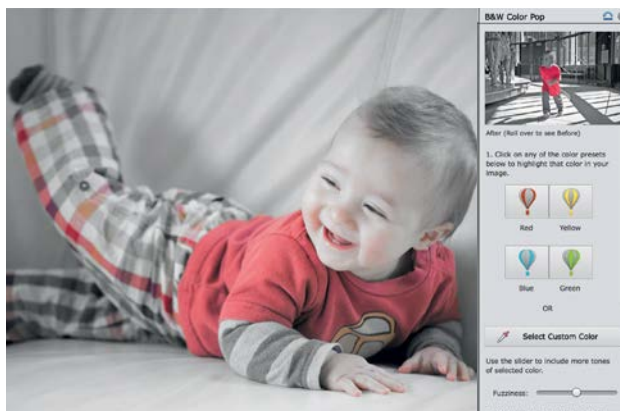 B&W Color Pop
After (Roll over to see Before)
1. Click on any of the color presets
below to highlight that color in your
image.
Red Yellow
Blue Green
OR
Select Custom Color
Use the slider to include more tones
of selected color.
Fuzziness: